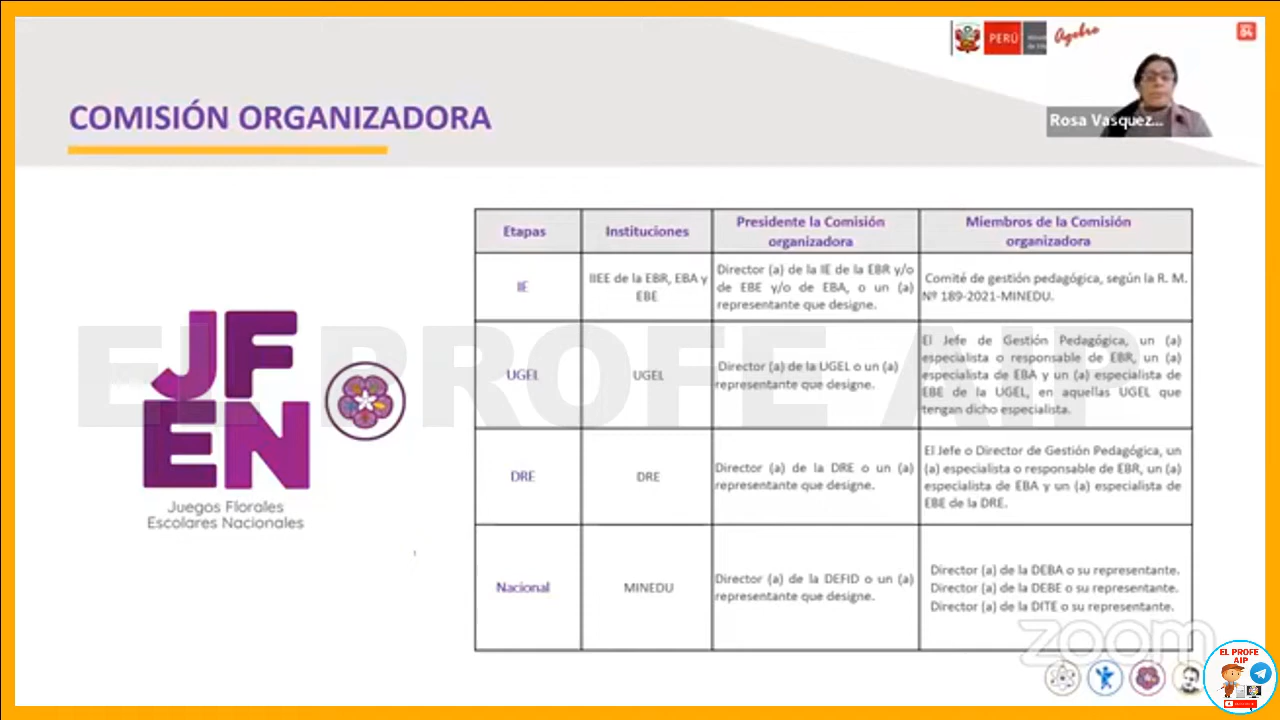 PERÚ
Rosa Vasquez...
COMISIÓN ORGANIZADORA
EL PROFE AIP
JF
EN
Juegos Florales
Escolares Nacionales
Etapas
Instituciones
Presidente la Comisión
organizadora
Miembros de la Comisión
organizadora
IIE
IIEE de la EBR, EBA y
EBE
Director (a) de la IE de la EBR y/o
de EBE y/o de EBA, o un (a)
representante que designe.
Comité de gestión pedagógica, según la R. M.
Nº 189-2021-MINEDU.
UGEL
UGEL
Director (a) de la UGEL o un (a)
representante que designe.
El Jefe de Gestión Pedagógica, un (a)
especialista o responsable de EBR, un (a)
especialista de EBA y un (a) especialista de
EBE de la UGEL, en aquellas UGEL que
tengan dicho especialista.
DRE
DRE
Director (a) de la DRE o un (a)
representante que designe.
El Jefe o Director de Gestión Pedagógica, un
(a) especialista o responsable de EBR, un (a)
especialista de EBA y un (a) especialista de
EBE de la DRE.
Nacional
MINEDU
Director (a) de la DEFID o un (a)
representante que designe.
Director (a) de la DEBA o su representante.
Director (a) de la DEBE o su representante.
Director (a) de la DITE o su representante.
zoom
EL PROFE
AIP